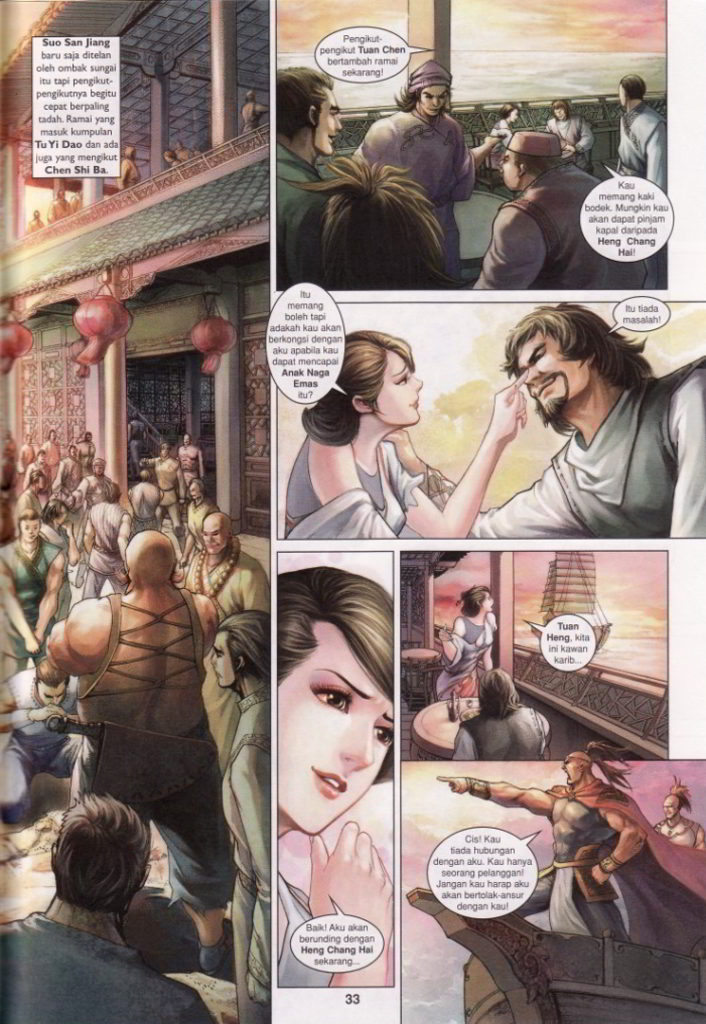 Suo San Jiang
baru saja ditelan
oleh ombak sungai
itu tapi pengikut-
pengikutnya begitu
cepat berpaling
tadah. Ramai yang
masuk kumpulan
Tu Yi Dao dan ada
juga yang mengikut
Chen Shi Ba.
Pengikut-
pengikut Tuan Chen
bertambah ramai
sekarang!
Kau
memang kaki
bodek. Mungkin kau
akan dapat pinjam
kapal daripada
Heng Chang
Hai!
Itu
memang
boleh tapi
adakah kau akan
berkongsi dengan
aku apabila kau
dapat mencapai
Anak Naga
Emas
itu?
Itu tiada
masalah!
Baik! Aku akan
berunding dengan
Heng Chang Hai
sekarang...
Tuan
Heng, kita
ini kawan
karib...
Cis! Kau
tiada hubungan
dengan aku. Kau hanya
seorang pelanggan!
Jangan kau harap aku
akan bertolak-ansur
dengan kau!
33